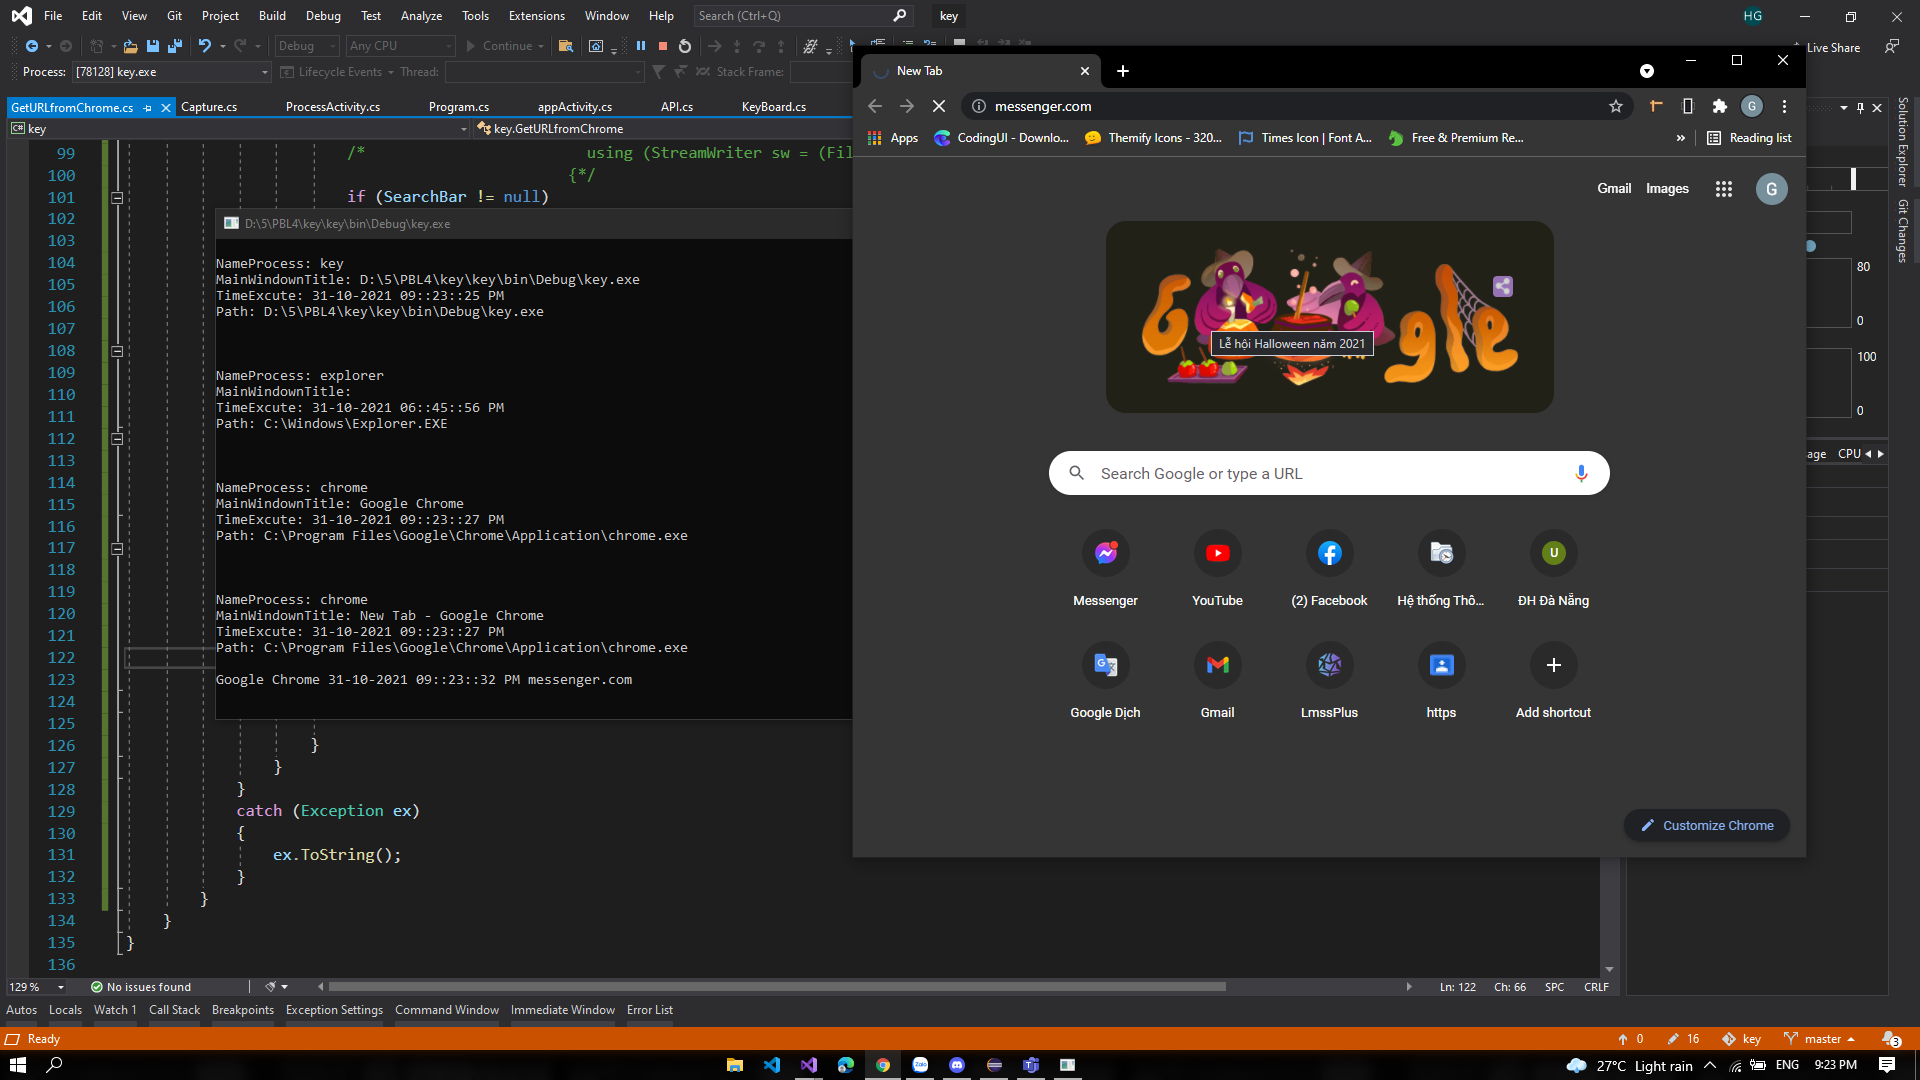 File Edit View Git Project Build Debug Test Analyze Tools Extensions Window Help Search (Ctrl+Q) key HG
Debug Any CPU Continue Live Share
Process: [78128] key.exe Lifecycle Events Thread: Stack Frame:
GetURLfromChrome.cs Capture.cs ProcessActivity.cs Program.cs appActivity.cs API.cs KeyBoard.cs
key key.GetURLfromChrome
99 /* using (StreamWriter sw = (Fil
100 {*/
101 if (SearchBar != null)
102
103
104
105
106
107
108
109
110
111
112
113
114
115
116
117
118
119
120
121
122
123
124
125
126 }
127 }
128 }
129 catch (Exception ex)
130 {
131 ex.ToString();
132 }
133 }
134 }
135 }
136
D:\5\PBL4\key\key\bin\Debug\key.exe
NameProcess: key
MainWindownTitle: D:\5\PBL4\key\key\bin\Debug\key.exe
TimeExcute: 31-10-2021 09::23::25 PM
Path: D:\5\PBL4\key\key\bin\Debug\key.exe
NameProcess: explorer
MainWindownTitle:
TimeExcute: 31-10-2021 06::45::56 PM
Path: C:\Windows\Explorer.EXE
NameProcess: chrome
MainWindownTitle: Google Chrome
TimeExcute: 31-10-2021 09::23::27 PM
Path: C:\Program Files\Google\Chrome\Application\chrome.exe
NameProcess: chrome
MainWindownTitle: New Tab - Google Chrome
TimeExcute: 31-10-2021 09::23::27 PM
Path: C:\Program Files\Google\Chrome\Application\chrome.exe
Google Chrome 31-10-2021 09::23::32 PM messenger.com
New Tab
messenger.com G
Apps CodingUI - Downlo... Themify Icons - 320... Times Icon | Font A... Free & Premium Re... » Reading list
Gmail Images G
Google
Lễ hội Halloween năm 2021
Search Google or type a URL
Messenger YouTube (2) Facebook Hệ thống Thô... U ĐH Đà Nẵng
Google Dịch Gmail LmssPlus https Add shortcut
Customize Chrome
Solution Explorer
Git Changes
80
0
100
0
age CPU
129 % No issues found Ln: 122 Ch: 66 SPC CRLF
Autos Locals Watch 1 Call Stack Breakpoints Exception Settings Command Window Immediate Window Error List
Ready 0 16 key master 3
Zalo 27°C Light rain ENG 9:23 PM